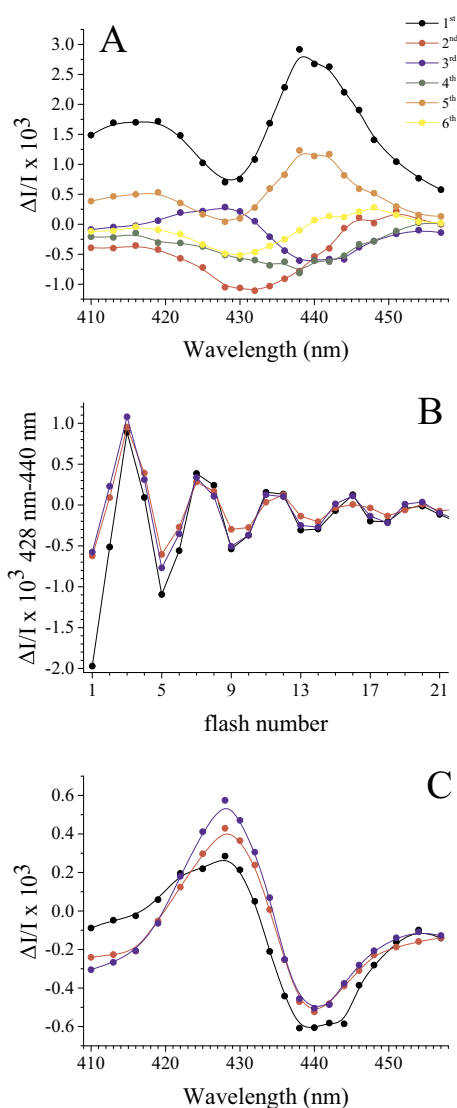 A
1st
2nd
3rd
4th
5th
6th
ΔI/I x 10³
3.0
2.5
2.0
1.5
1.0
0.5
0.0
-0.5
-1.0
410 420 430 440 450
Wavelength (nm)
B
ΔI/I x 10³ 428 nm-440 nm
1.0
0.5
0.0
-0.5
-1.0
-1.5
-2.0
1 5 9 13 17 21
flash number
C
ΔI/I x 10³
0.6
0.4
0.2
0.0
-0.2
-0.4
-0.6
410 420 430 440 450
Wavelength (nm)